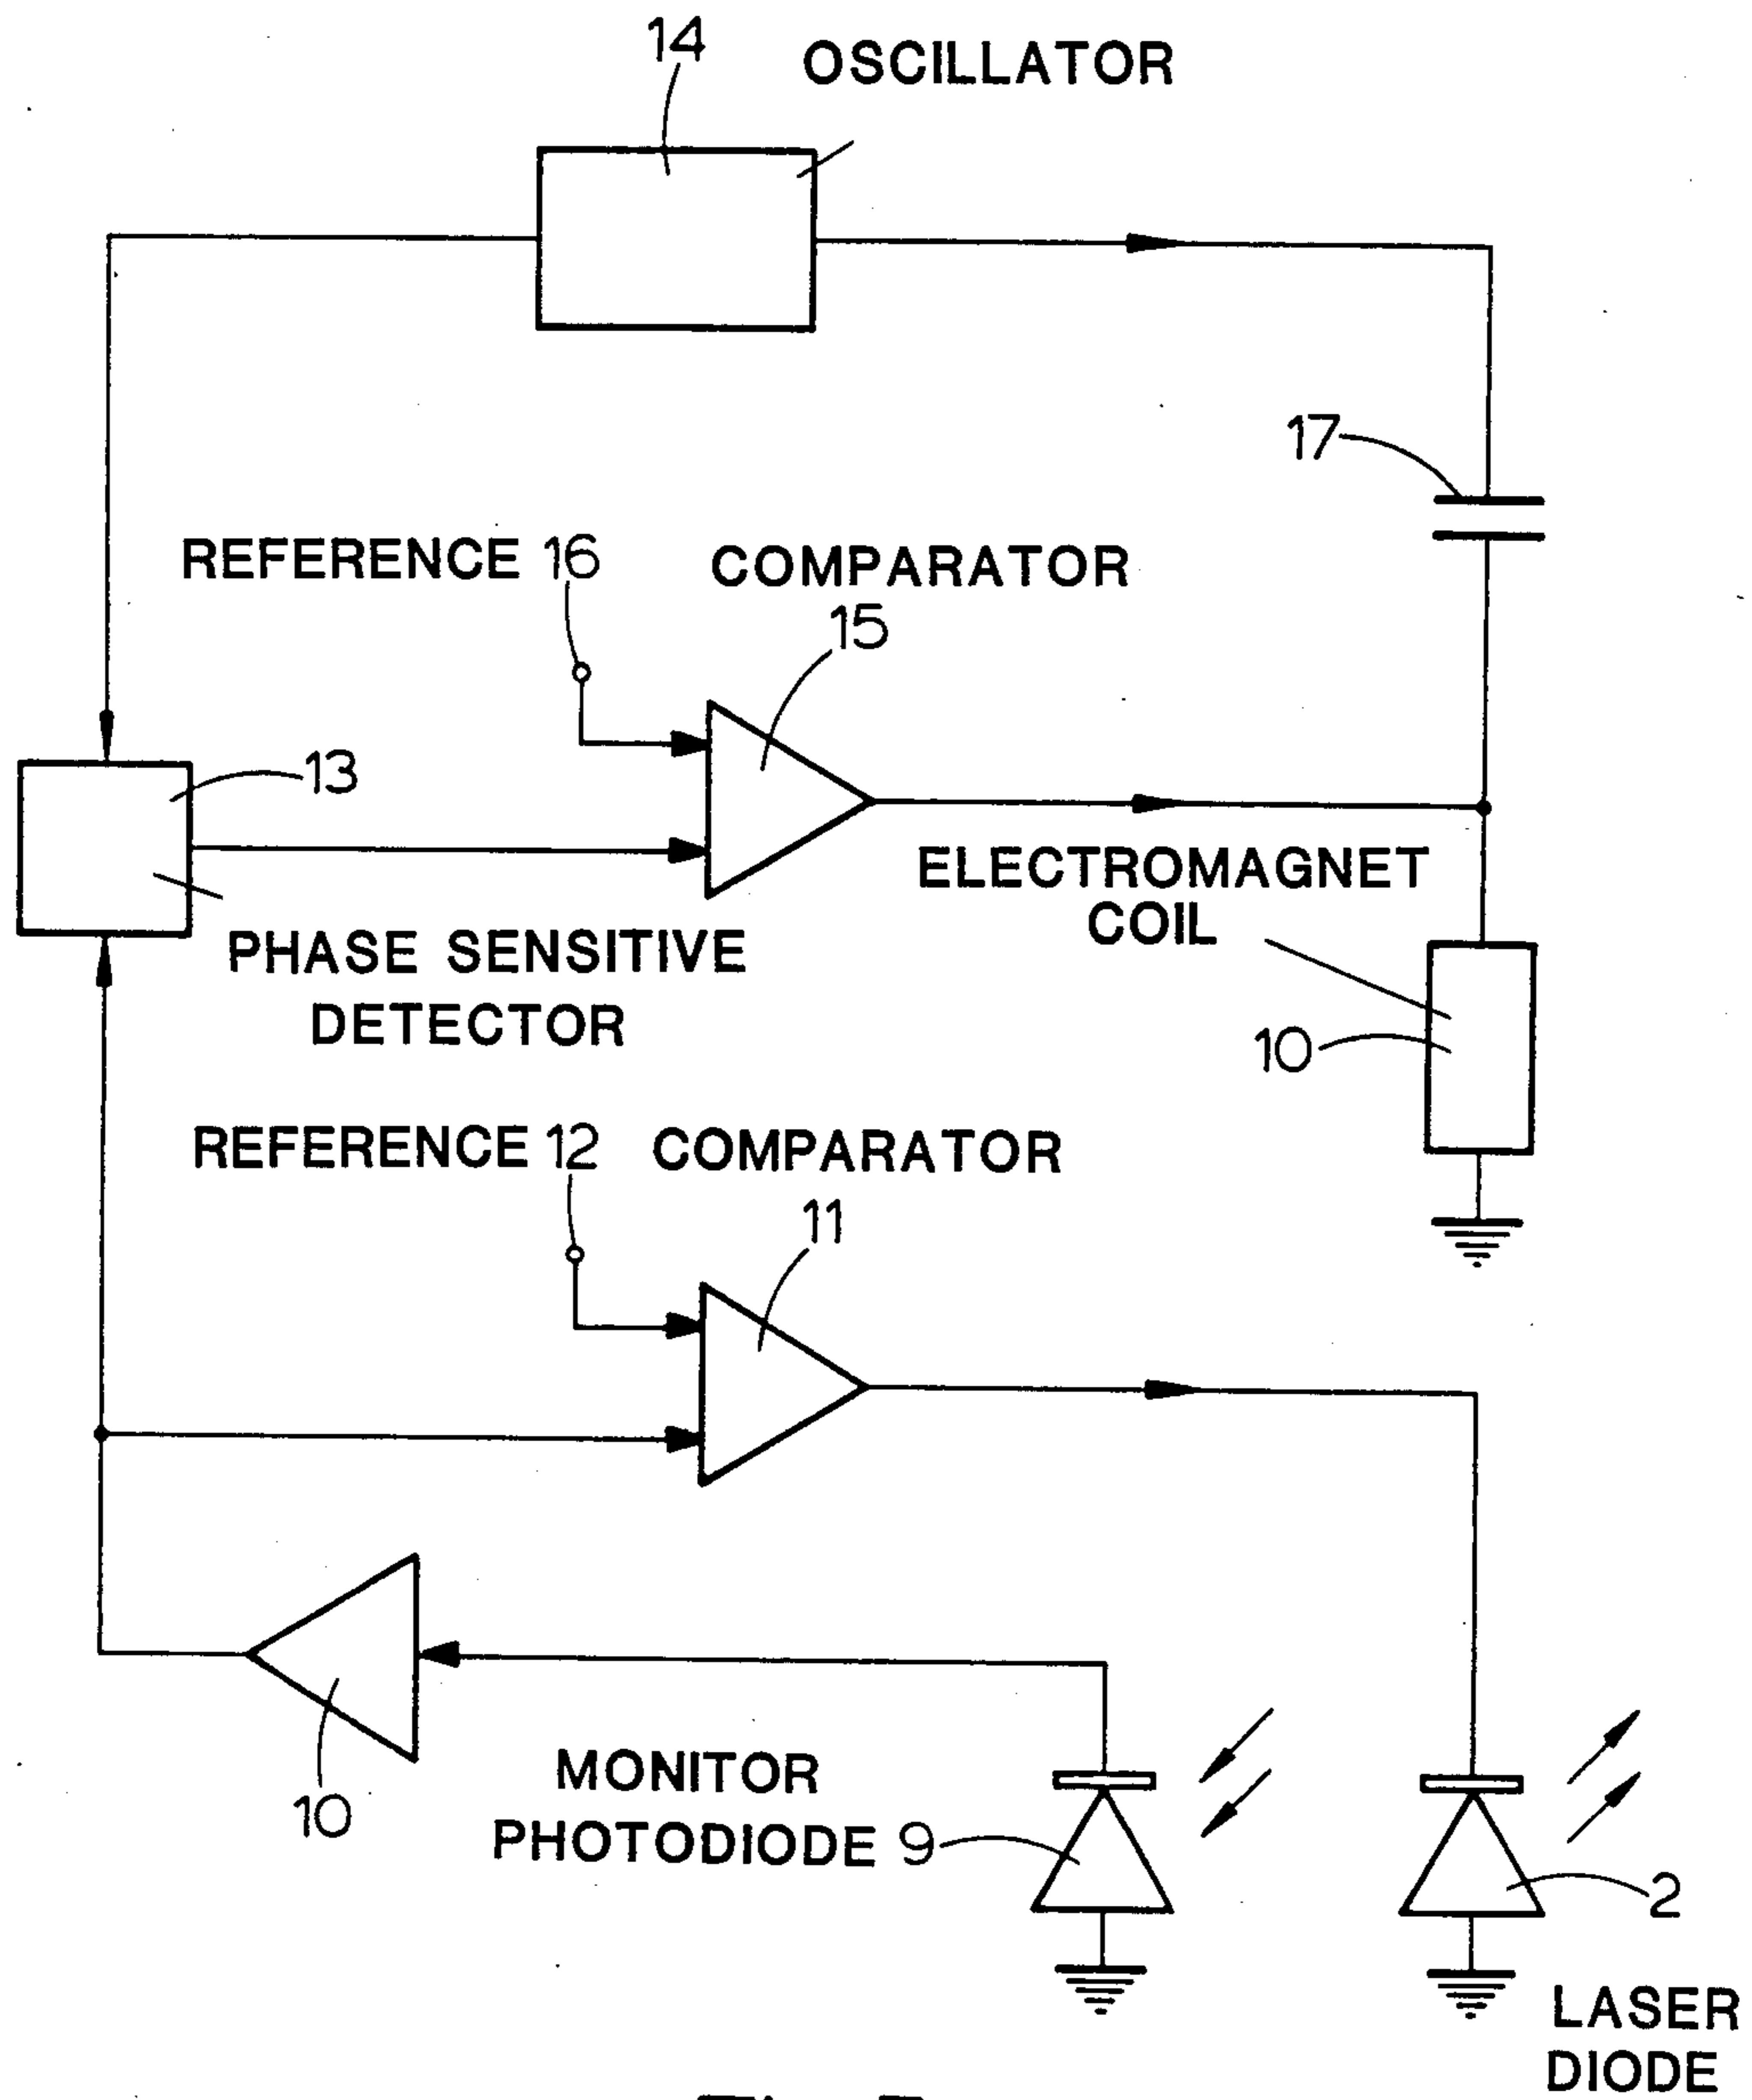 14
OSCILLATOR
17
REFERENCE 16
COMPARATOR
15
13
ELECTROMAGNET
COIL
PHASE SENSITIVE
DETECTOR
10
REFERENCE 12
COMPARATOR
11
10
MONITOR
PHOTODIODE 9
2
LASER
DIODE